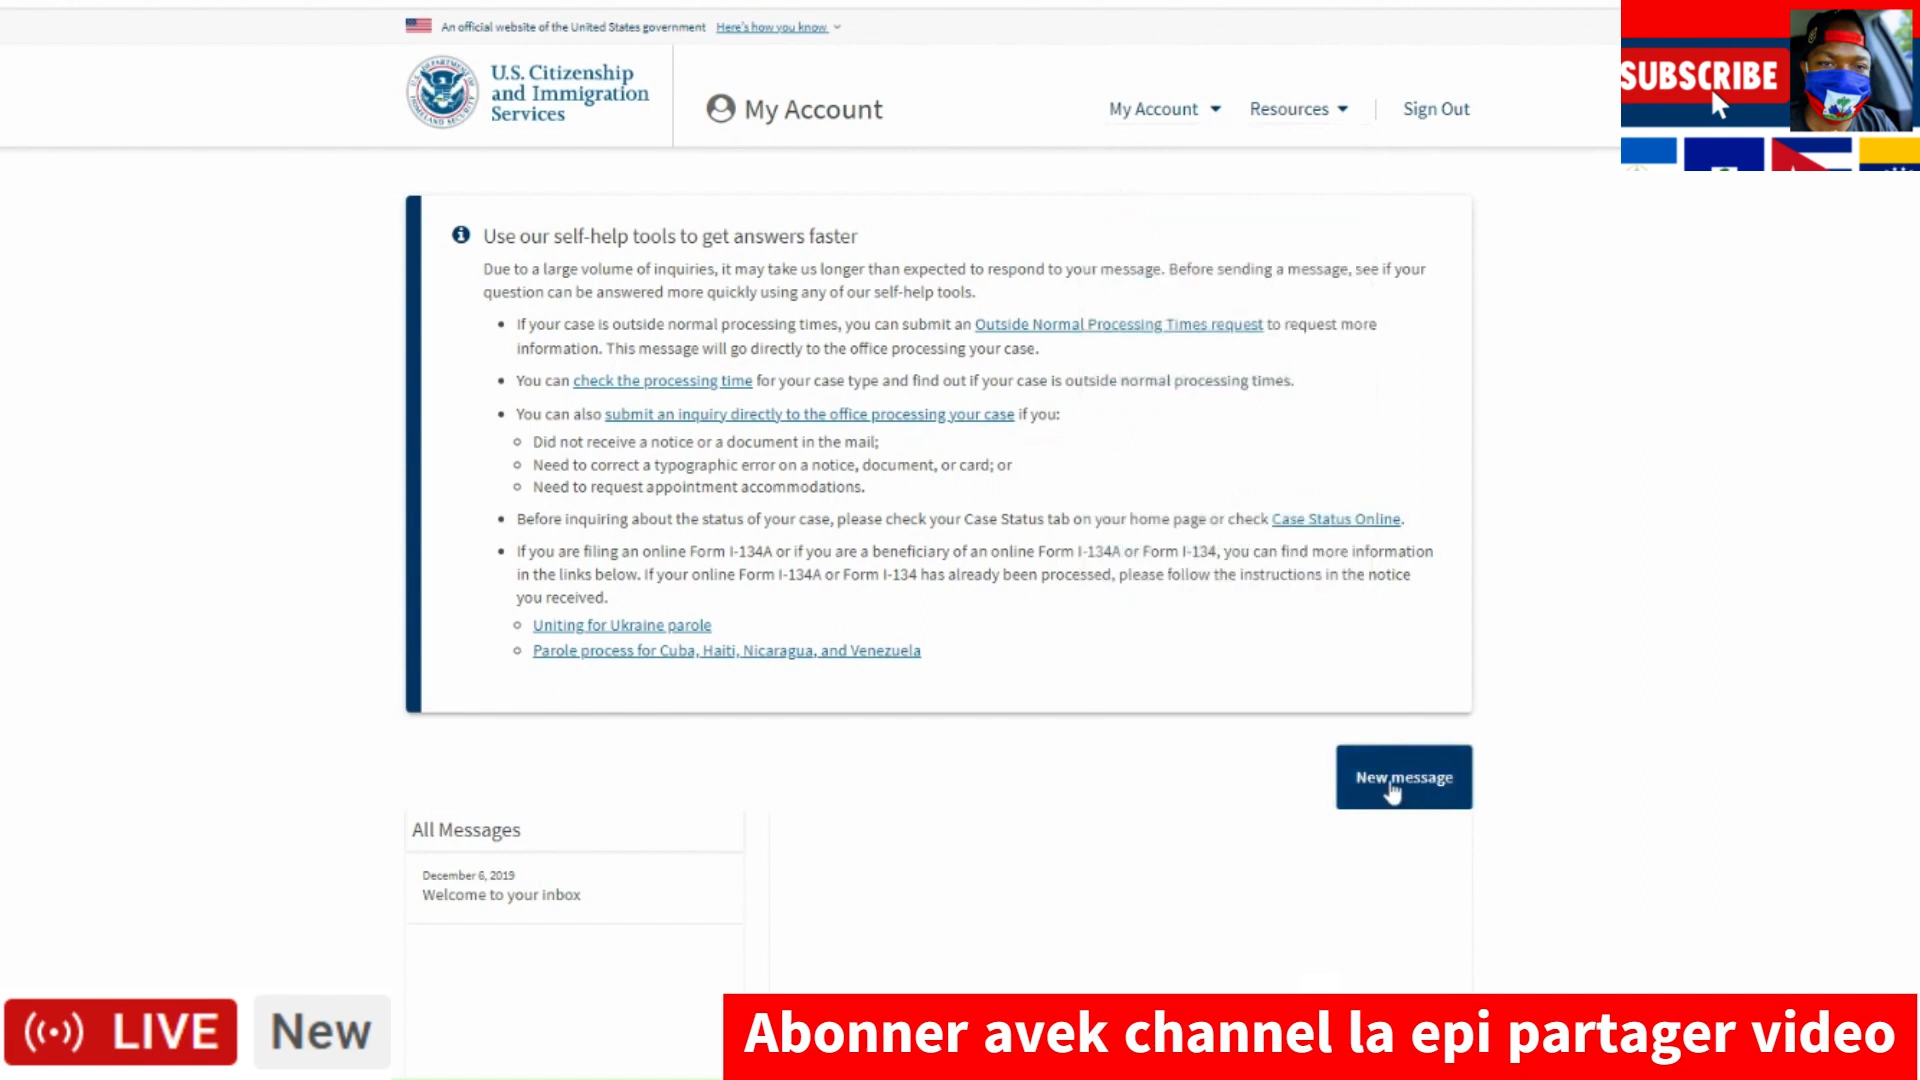 An official website of the United States government Here's how you know
SUBSCRIBE
U.S. Citizenship
and Immigration
Services
My Account
My Account Resources Sign Out
Use our self-help tools to get answers faster
Due to a large volume of inquiries, it may take us longer than expected to respond to your message. Before sending a message, see if your
question can be answered more quickly using any of our self-help tools.
• If your case is outside normal processing times, you can submit an Outside Normal Processing Times request to request more
information. This message will go directly to the office processing your case.
• You can check the processing time for your case type and find out if your case is outside normal processing times.
• You can also submit an inquiry directly to the office processing your case if you:
Did not receive a notice or a document in the mail;
Need to correct a typographic error on a notice, document, or card; or
Need to request appointment accommodations.
• Before inquiring about the status of your case, please check your Case Status tab on your home page or check Case Status Online.
• If you are filing an online Form I-134A or if you are a beneficiary of an online Form I-134A or Form I-134, you can find more information
in the links below. If your online Form I-134A or Form I-134 has already been processed, please follow the instructions in the notice
you received.
Uniting for Ukraine parole
Parole process for Cuba, Haiti, Nicaragua, and Venezuela
New message
All Messages
December 6, 2019
Welcome to your inbox
LIVE New
Abonner avek channel la epi partager video